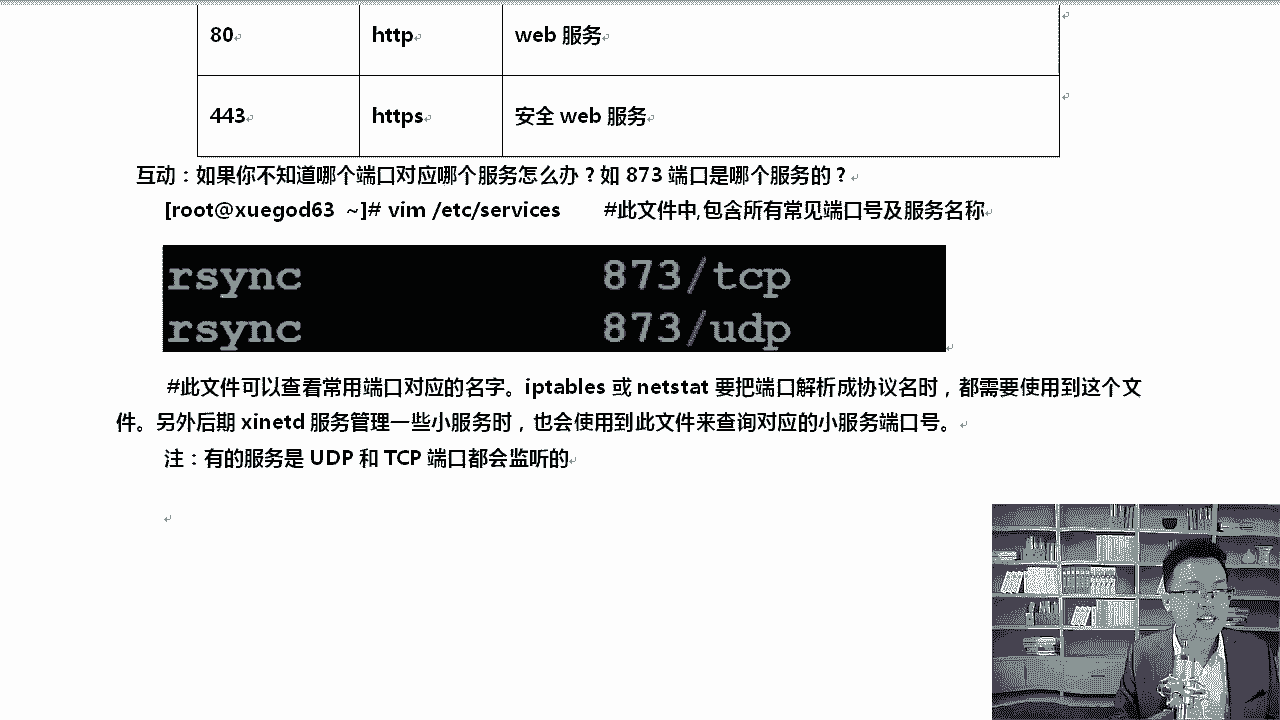 80
http
web 服务
443
https
安全 web 服务
互动：如果你不知道哪个端口对应哪个服务怎么办？如 873 端口是哪个服务的？
[root@xuegod63 ~]# vim /etc/services #此文件中,包含所有常见端口号及服务名称
rsync 873/tcp
rsync 873/udp
#此文件可以查看常用端口对应的名字。iptables 或 netstat 要把端口解析成协议名时，都需要使用到这个文
件。另外后期 xinetd 服务管理一些小服务时，也会使用到此文件来查询对应的小服务端口号。
注：有的服务是 UDP 和 TCP 端口都会监听的